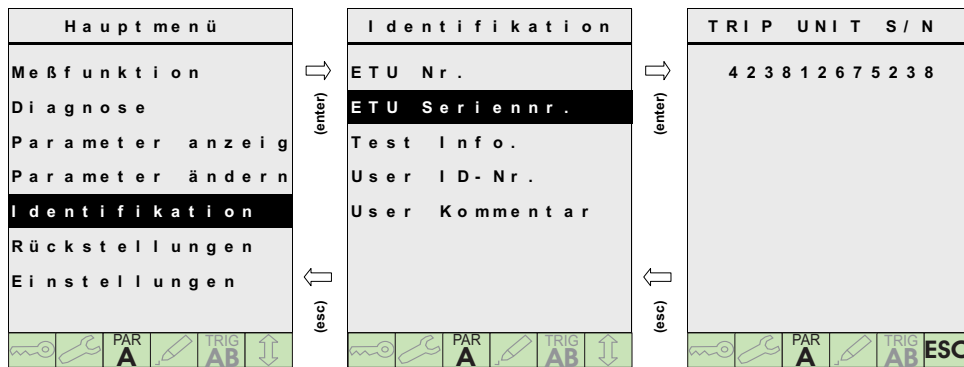 Hauptmenü
Meßfunktion
Diagnose
Parameter anzeig
Parameter ändern
Identifikation
Rückstellungen
Einstellungen
PAR
A
TRIG
AB
(enter)
(esc)
Identifikation
ETU Nr.
ETU Seriennr.
Test Info.
User ID-Nr.
User Kommentar
PAR
A
TRIG
AB
(enter)
(esc)
TRIP UNIT S/N
423812675238
PAR
A
TRIG
AB
ESC